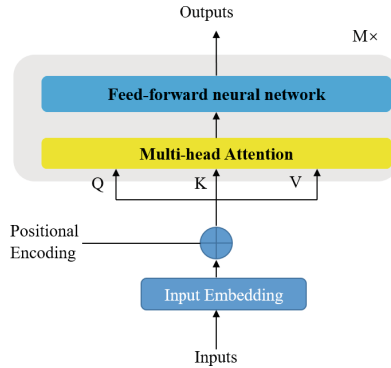 Outputs
M×
Feed-forward neural network
Multi-head Attention
Q K V
Positional
Encoding
Input Embedding
Inputs